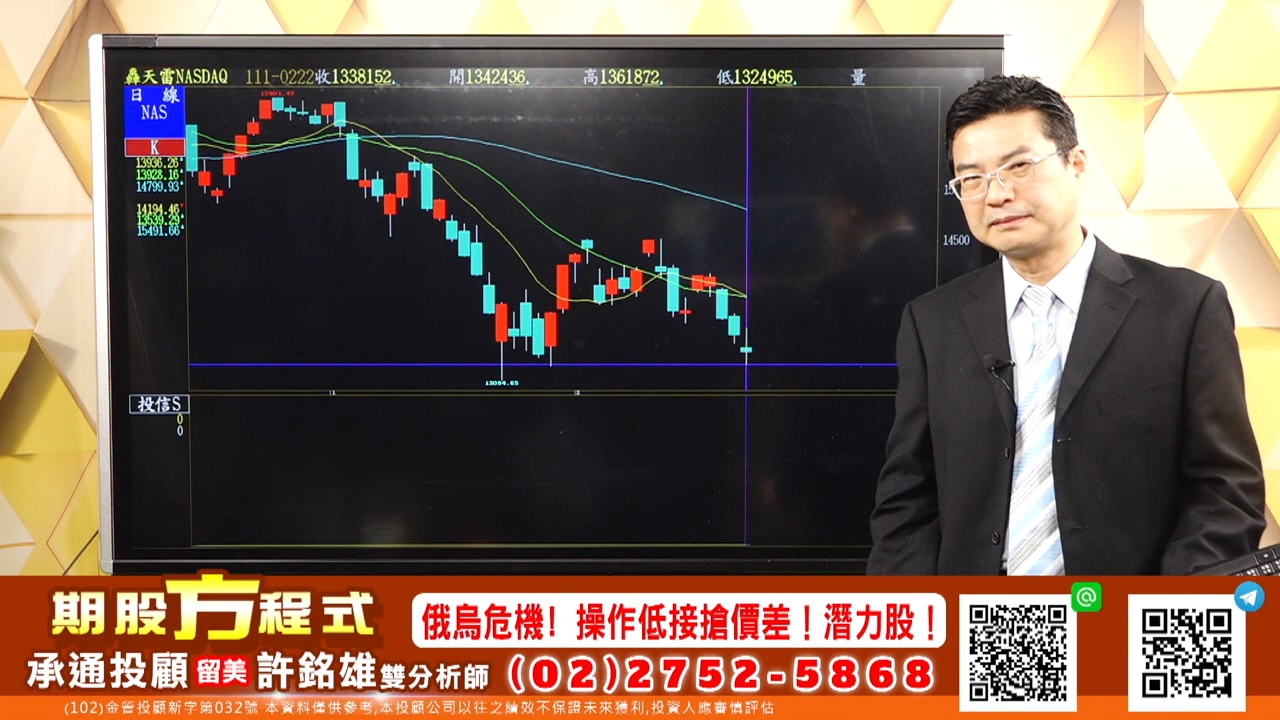 轟天雷NASDAQ 111-0222收1338152. 開1342436. 高1361872. 低1324965. 量
日 線
NAS
K
13936.26
13928.16
14799.93
14194.46
13539.29
15491.66
14500
13094.65
1
2
投信S
0
0
期股方程式
俄烏危機! 操作低接搶價差!潛力股!
承通投顧 留美 許銘雄 雙分析師 (02)2752-5868
(102)金管投顧新字第032號 本資料僅供參考,本投顧公司以往之績效不保證未來獲利,投資人應審慎評估